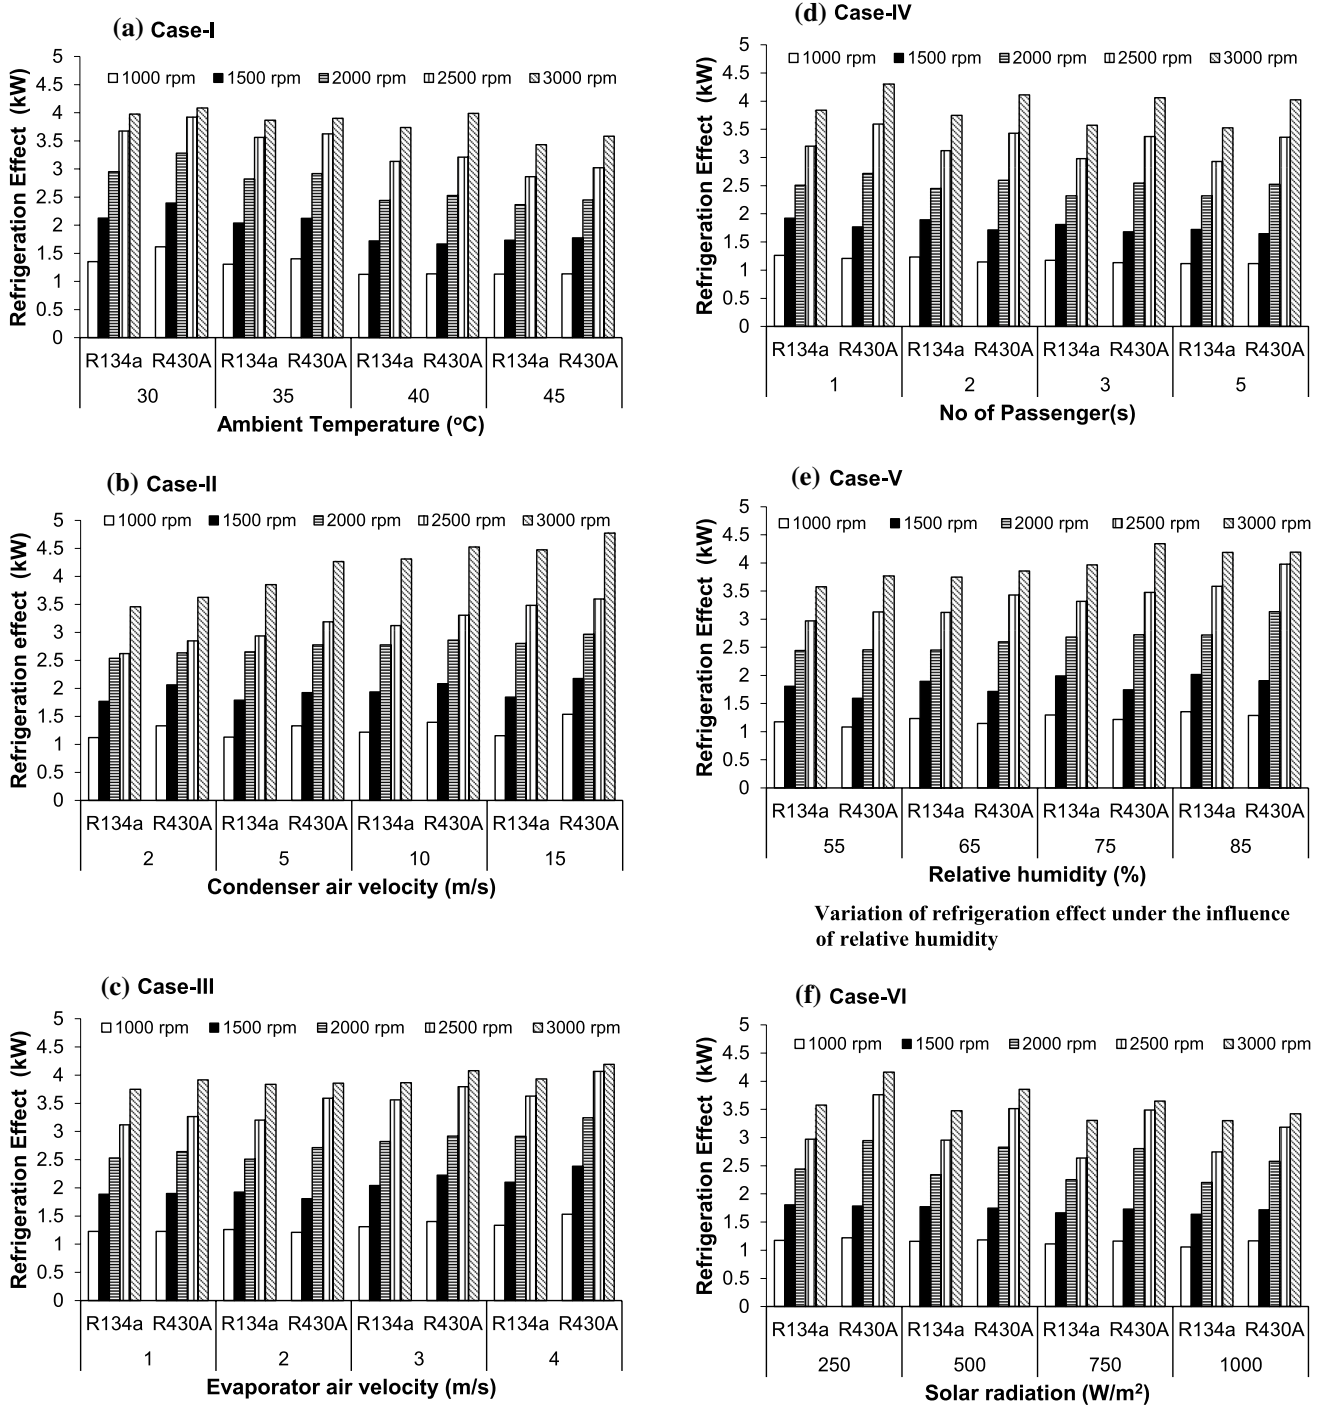 (a) Case-I
Refrigeration Effect (kW)
5
4.5
4
3.5
3
2.5
2
1.5
1
0.5
0
1000 rpm 1500 rpm 2000 rpm 2500 rpm 3000 rpm
R134a R430A R134a R430A R134a R430A R134a R430A
30 35 40 45
Ambient Temperature (ᵒC)
(b) Case-II
Refrigeration effect (kW)
5
4.5
4
3.5
3
2.5
2
1.5
1
0.5
0
1000 rpm 1500 rpm 2000 rpm 2500 rpm 3000 rpm
R134a R430A R134a R430A R134a R430A R134a R430A
2 5 10 15
Condenser air velocity (m/s)
(c) Case-III
Refrigeration Effect (kW)
5
4.5
4
3.5
3
2.5
2
1.5
1
0.5
0
1000 rpm 1500 rpm 2000 rpm 2500 rpm 3000 rpm
R134a R430A R134a R430A R134a R430A R134a R430A
1 2 3 4
Evaporator air velocity (m/s)
(d) Case-IV
Refrigeration Effect (kW)
5
4.5
4
3.5
3
2.5
2
1.5
1
0.5
0
1000 rpm 1500 rpm 2000 rpm 2500 rpm 3000 rpm
R134a R430A R134a R430A R134a R430A R134a R430A
1 2 3 5
No of Passenger(s)
(e) Case-V
Refrigeration Effect (kW)
5
4.5
4
3.5
3
2.5
2
1.5
1
0.5
0
1000 rpm 1500 rpm 2000 rpm 2500 rpm 3000 rpm
R134a R430A R134a R430A R134a R430A R134a R430A
55 65 75 85
Relative humidity (%)
Variation of refrigeration effect under the influence
of relative humidity
(f) Case-VI
Refrigeration Effect (kW)
5
4.5
4
3.5
3
2.5
2
1.5
1
0.5
0
1000 rpm 1500 rpm 2000 rpm 2500 rpm 3000 rpm
R134a R430A R134a R430A R134a R430A R134a R430A
250 500 750 1000
Solar radiation (W/m²)